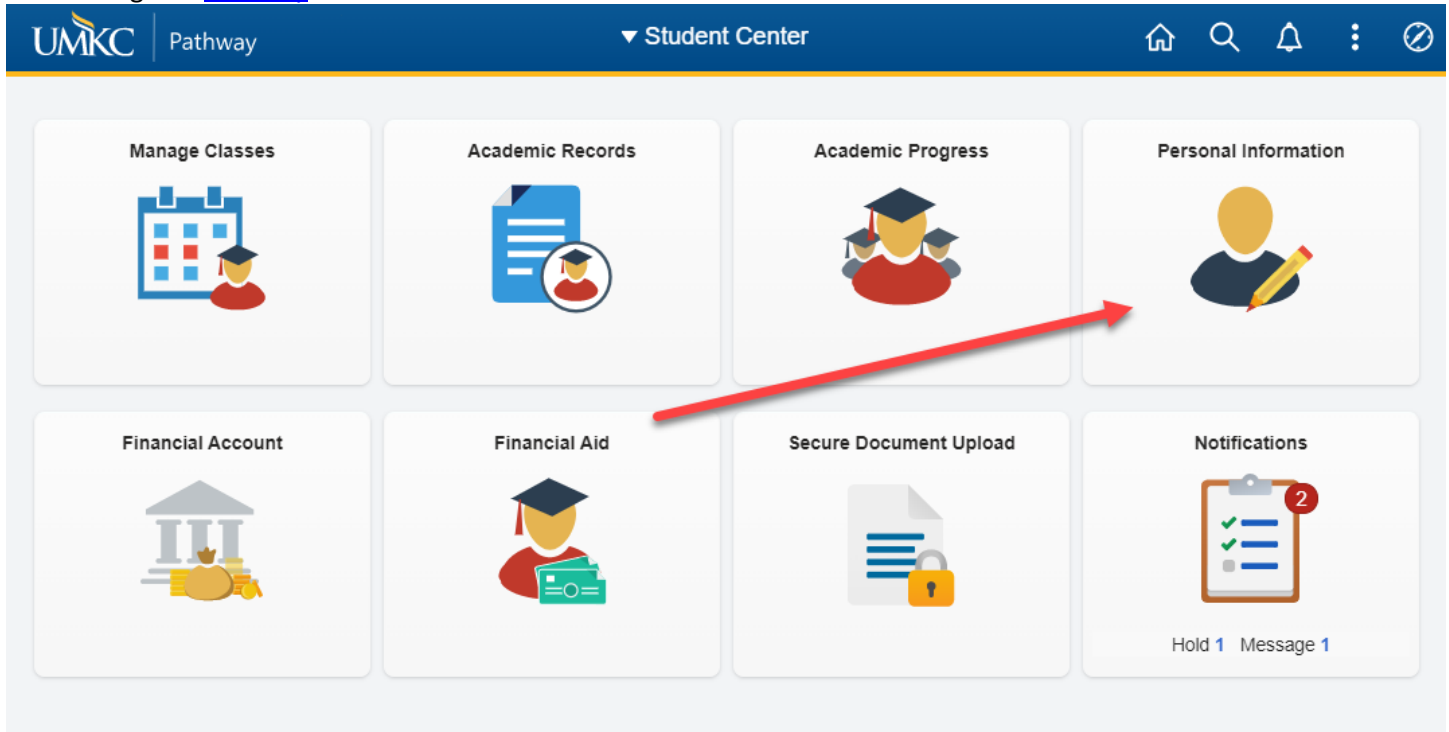 UMKC Pathway ▼ Student Center
Manage Classes Academic Records Academic Progress Personal Information
Financial Account Financial Aid Secure Document Upload Notifications
2
Hold 1 Message 1